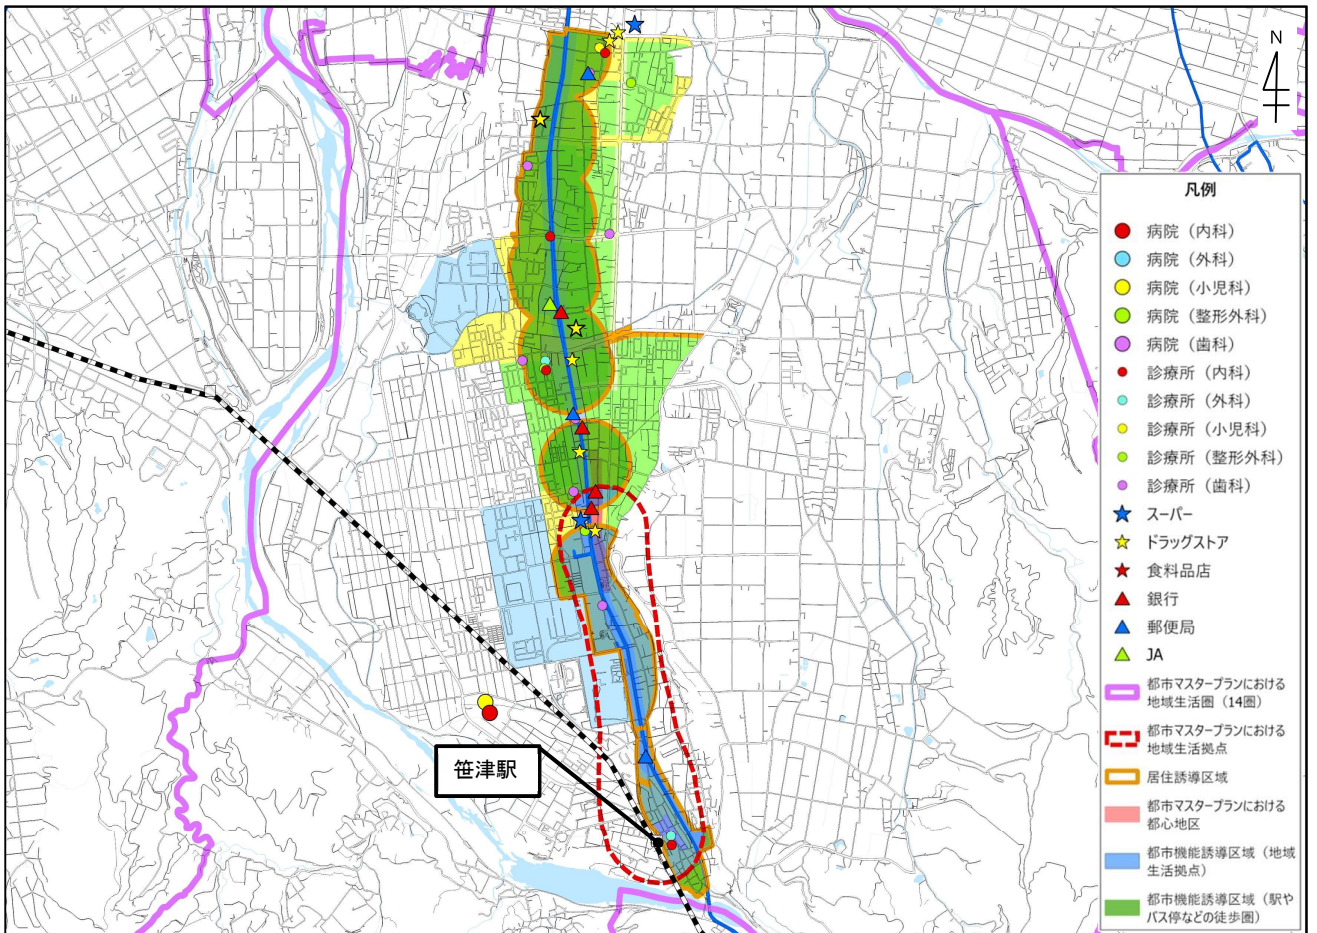 N
凡例
病院（内科）
病院（外科）
病院（小児科）
病院（整形外科）
病院（歯科）
診療所（内科）
診療所（外科）
診療所（小児科）
診療所（整形外科）
診療所（歯科）
スーパー
ドラッグストア
食料品店
銀行
郵便局
JA
都市マスタープランにおける
地域生活圏（14圏）
都市マスタープランにおける
地域生活拠点
居住誘導区域
都市マスタープランにおける
都心地区
都市機能誘導区域（地域
生活拠点）
都市機能誘導区域（駅や
バス停などの徒歩圏）
笹津駅